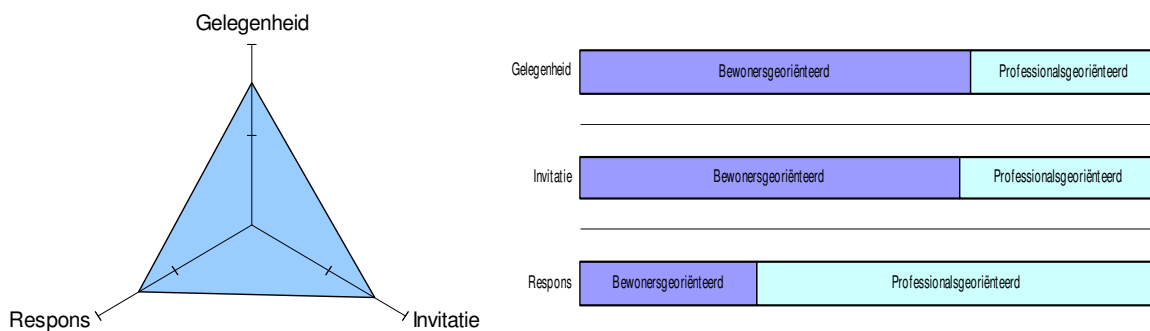 Gelegenheid
Respons
Invitatie
Gelegenheid
Bewonersgeoriënteerd
Professionalsgeoriënteerd
Invitatie
Bewonersgeoriënteerd
Professionalsgeoriënteerd
Respons
Bewonersgeoriënteerd
Professionalsgeoriënteerd